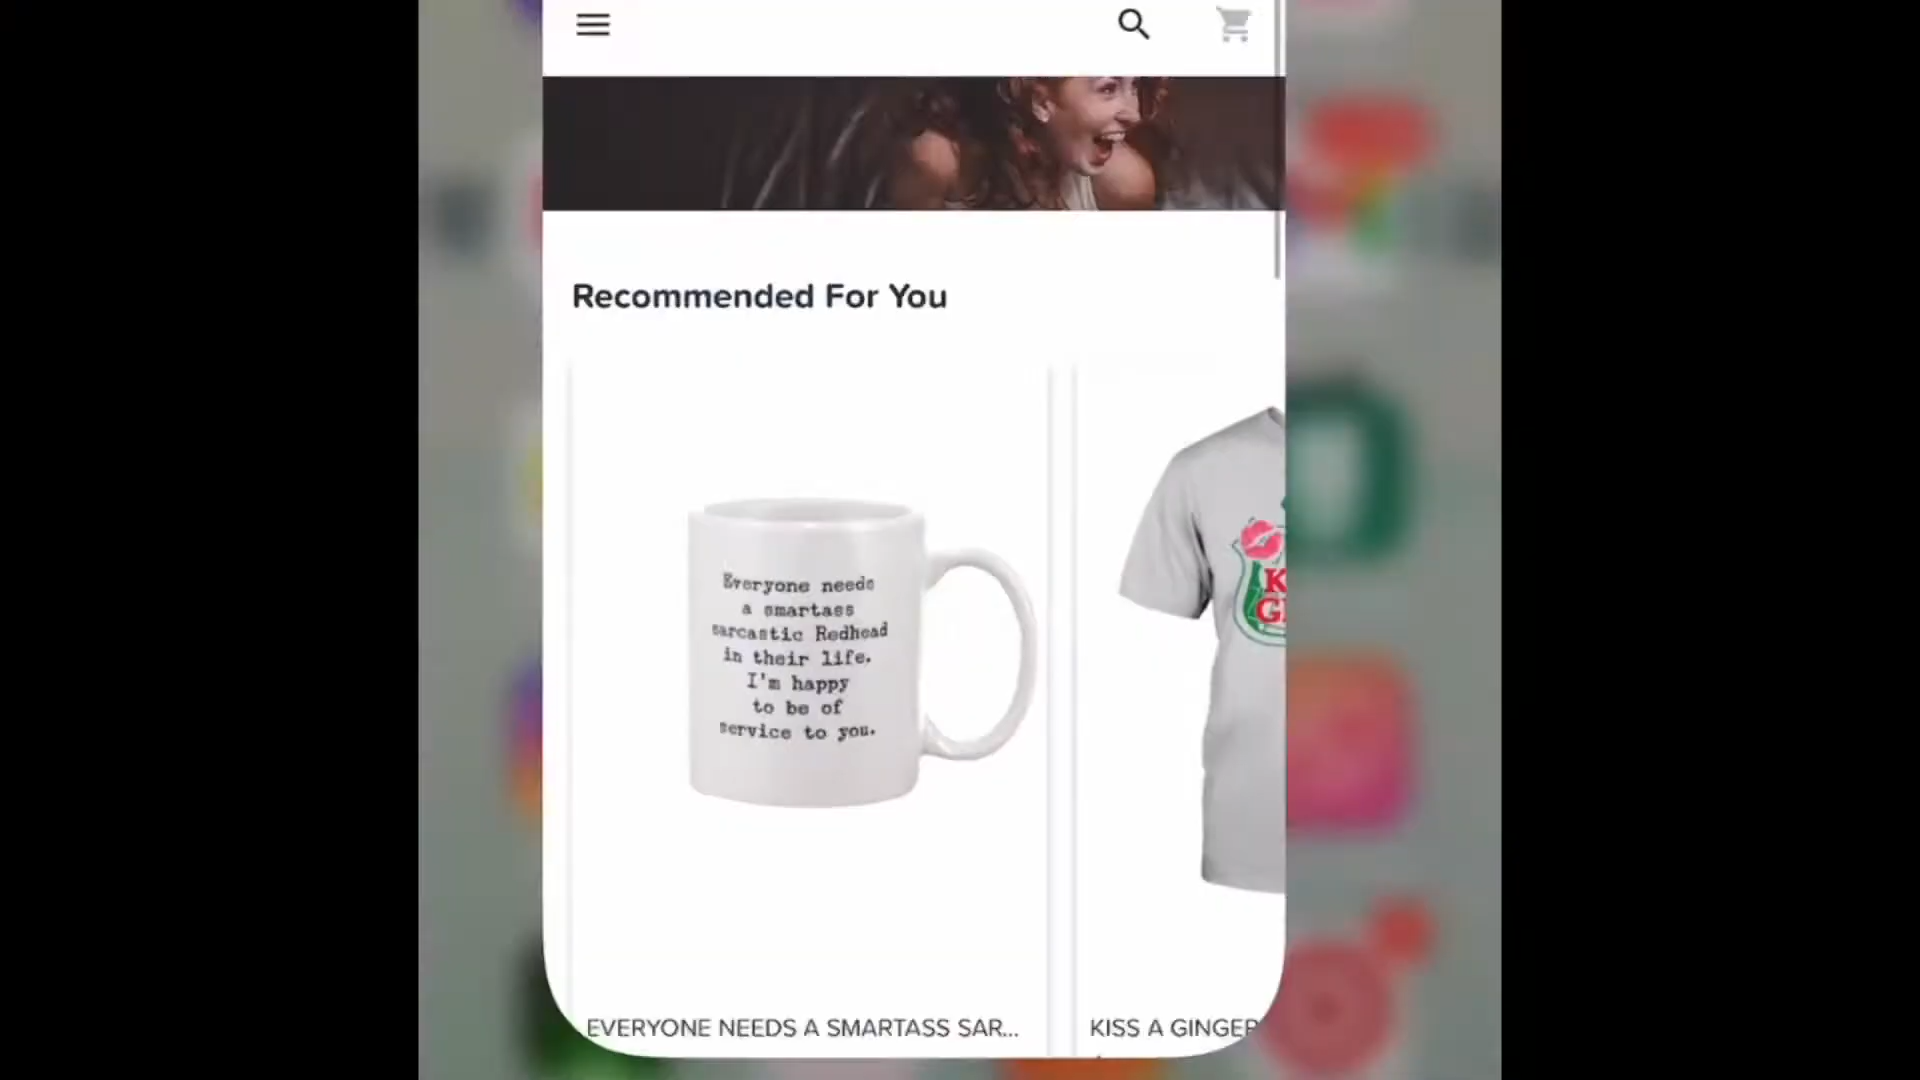 Recommended For You
Everyone needs
a smartass
sarcastic Redhead
in their life.
I'm happy
to be of
service to you.
K
GI
EVERYONE NEEDS A SMARTASS SAR...
KISS A GINGER